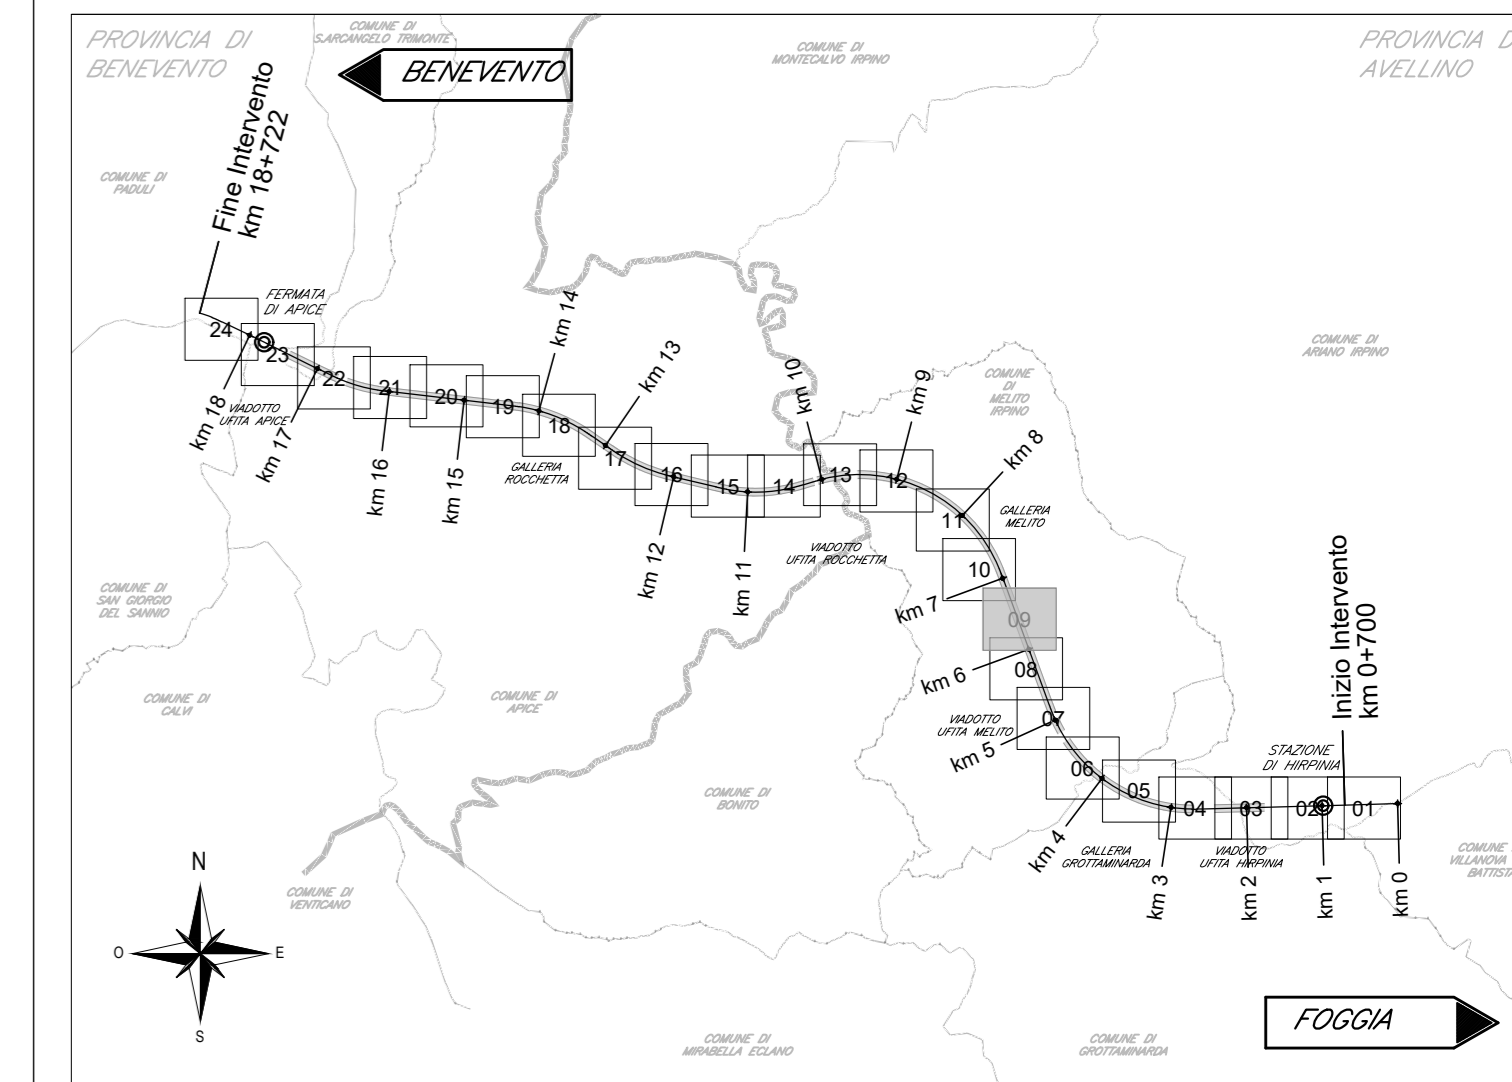 PROVINCIA DI
BENEVENTO
COMUNE DI
S.ARCANGELO TRIMONTE
BENEVENTO
COMUNE DI
MONTECALVO IRPINO
AVELLINO
Fine Intervento
km 18+722
COMUNE DI
PADULI
FERMATA
DI APICE
24
23
22
21
20
19
18
17
16
15
14
13
12
11
10
09
08
07
06
05
04
03
02
01
km 18
km 17
km 16
km 15
km 14
km 13
km 12
km 11
km 10
km 9
km 8
km 7
km 6
km 5
km 4
km 3
km 2
km 1
km 0
VIADOTTO
UFITA APICE
GALLERIA
ROCCHETTA
VIADOTTO
UFITA ROCCHETTA
GALLERIA
MELITO
COMUNE
DI
MELITO
IRPINO
COMUNE DI
ARIANO IRPINO
VIADOTTO
UFITA MELITO
GALLERIA
GROTTAMINARDA
VIADOTTO
UFITA HIRPINIA
STAZIONE
DI HIRPINIA
Inizio Intervento
km 0+700
COMUNE DI
SAN GIORGIO
DEL SANNIO
COMUNE DI
CALVI
COMUNE DI
APICE
COMUNE DI
BONITO
COMUNE DI
VENTICANO
COMUNE
VILLANOVA
COMUNE DI
MIRABELLA ECLANO
COMUNE DI
GROTTAMINARDA
N
O
E
S
FOGGIA